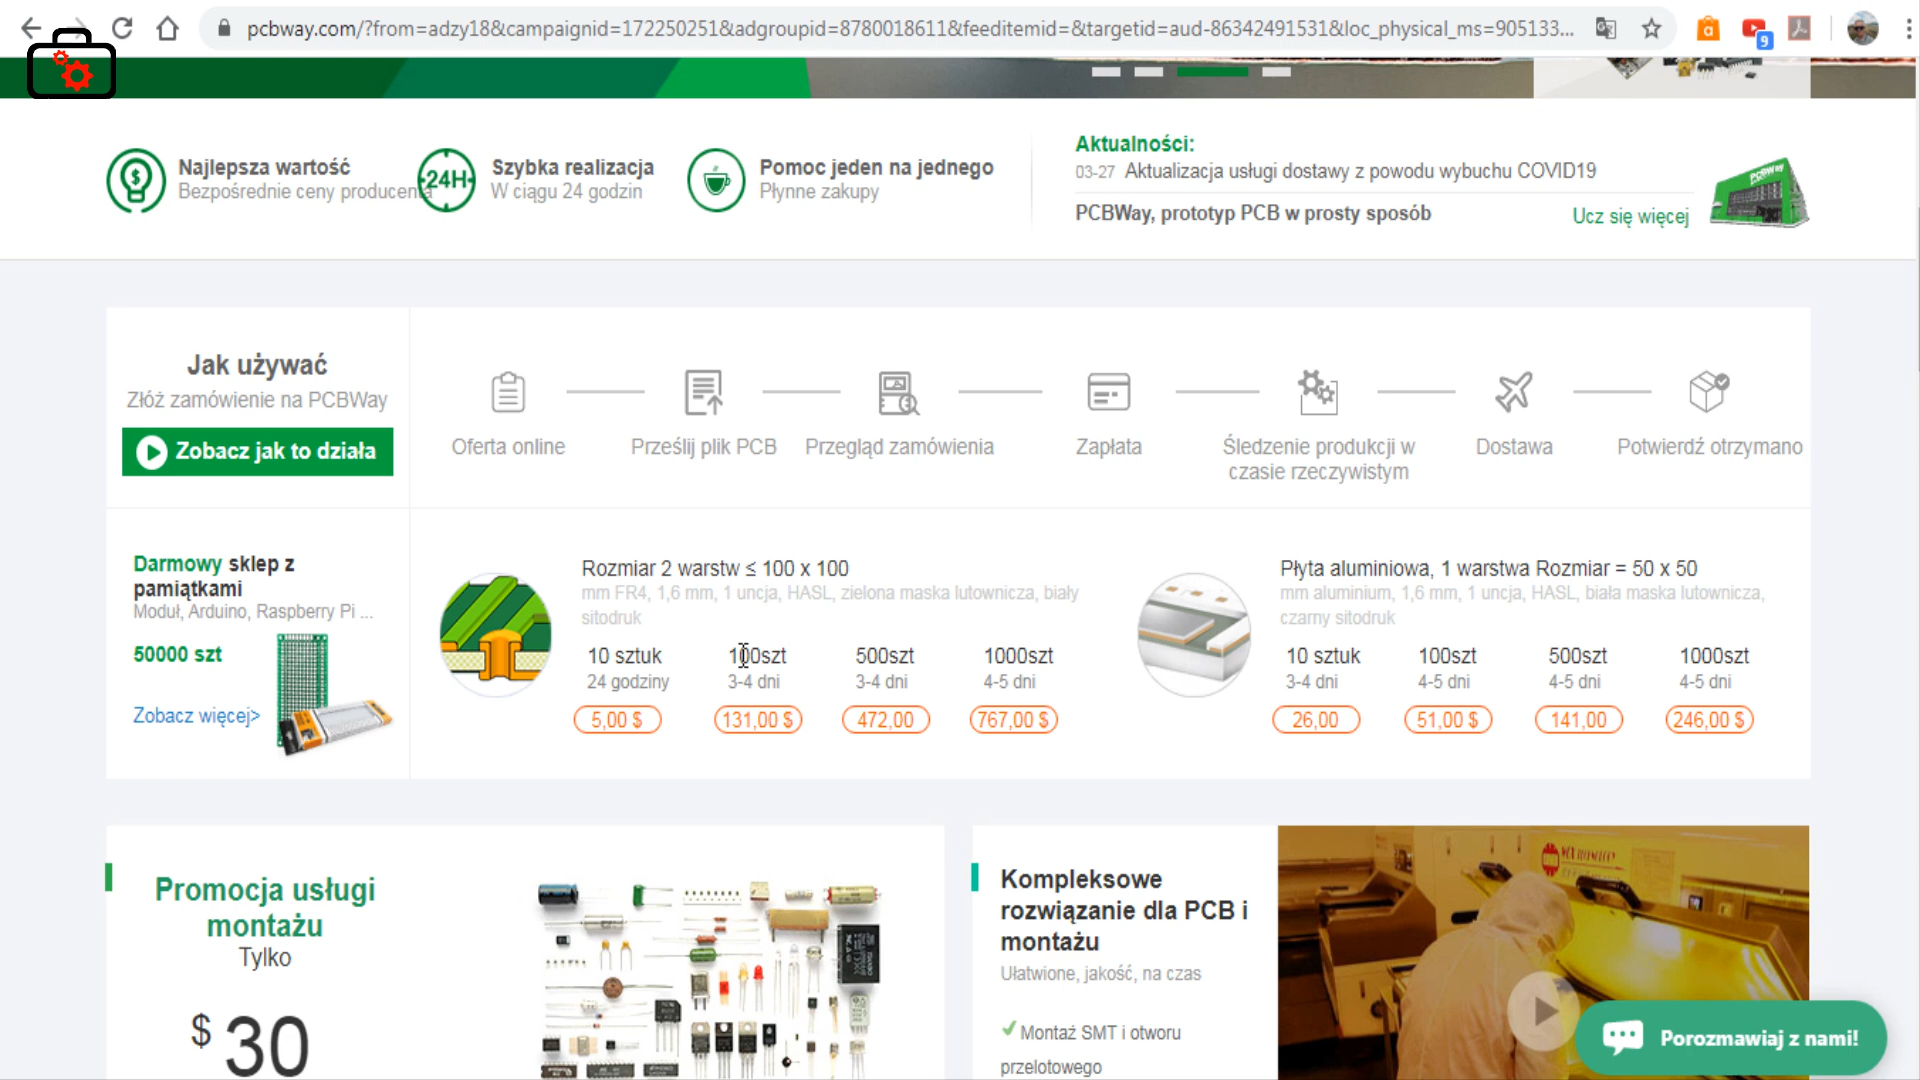 pcbway.com/?from=adzy18&campaignid=172250251&adgroupid=8780018611&feeditemid=&targetid=aud-86342491531&loc_physical_ms=905133...
9
Najlepsza wartość
Bezpośrednie ceny producenta
24H
Szybka realizacja
W ciągu 24 godzin
Pomoc jeden na jednego
Płynne zakupy
Aktualności:
03-27 Aktualizacja usługi dostawy z powodu wybuchu COVID19
PCBWay, prototyp PCB w prosty sposób
Ucz się więcej
PCBWay
Jak używać
Złóż zamówienie na PCBWay
Zobacz jak to działa
Oferta online
Prześlij plik PCB
Przegląd zamówienia
Zapłata
Śledzenie produkcji w
czasie rzeczywistym
Dostawa
Potwierdź otrzymano
Darmowy sklep z
pamiątkami
Moduł, Arduino, Raspberry Pi ...
50000 szt
Zobacz więcej>
Rozmiar 2 warstw ≤ 100 x 100
mm FR4, 1,6 mm, 1 uncja, HASL, zielona maska lutownicza, biały
sitodruk
10 sztuk 100szt 500szt 1000szt
24 godziny 3-4 dni 3-4 dni 4-5 dni
5,00 $ 131,00 $ 472,00 767,00 $
Płyta aluminiowa, 1 warstwa Rozmiar = 50 x 50
mm aluminium, 1,6 mm, 1 uncja, HASL, biała maska lutownicza,
czarny sitodruk
10 sztuk 100szt 500szt 1000szt
3-4 dni 4-5 dni 4-5 dni 4-5 dni
26,00 51,00 $ 141,00 246,00 $
Promocja usługi
montażu
Tylko
$ 30
Kompleksowe
rozwiązanie dla PCB i
montażu
Ułatwione, jakość, na czas
Montaż SMT i otworu
przelotowego
Porozmawiaj z nami!